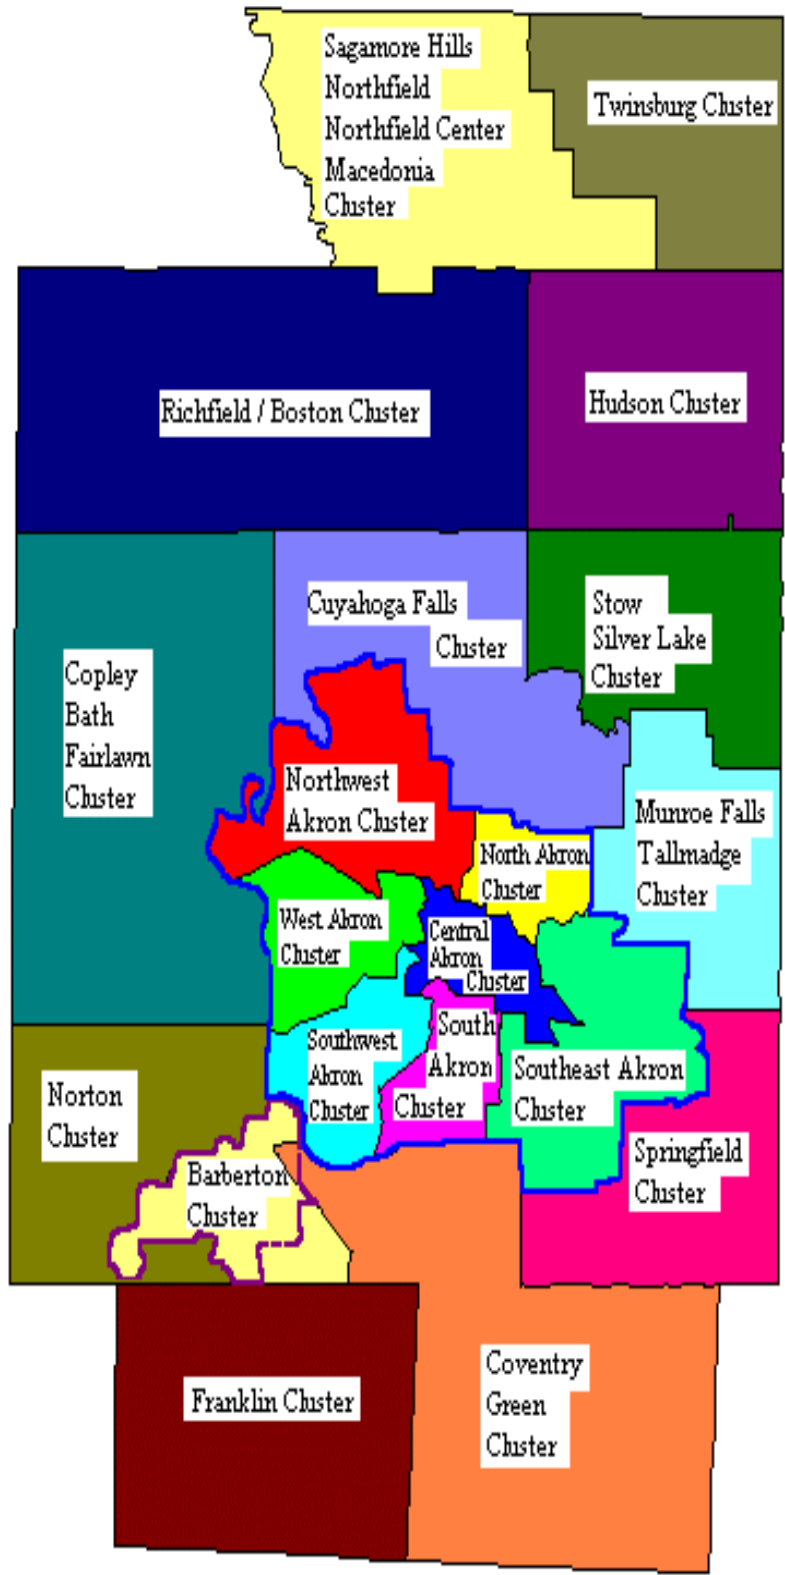 Sagamore Hills
Northfield
Northfield Center
Macedonia
Cluster
Twinsburg Cluster
Richfield / Boston Cluster
Hudson Cluster
Cuyahoga Falls
Cluster
Stow
Silver Lake
Cluster
Copley
Bath
Fairlawn
Cluster
Northwest
Akron Cluster
Munroe Falls
Tallmadge
Cluster
North Akron
Cluster
West Akron
Cluster
Central
Akron
Cluster
Southwest
Akron
Cluster
South
Akron
Cluster
Southeast Akron
Cluster
Norton
Cluster
Barberton
Cluster
Springfield
Cluster
Franklin Cluster
Coventry
Green
Cluster